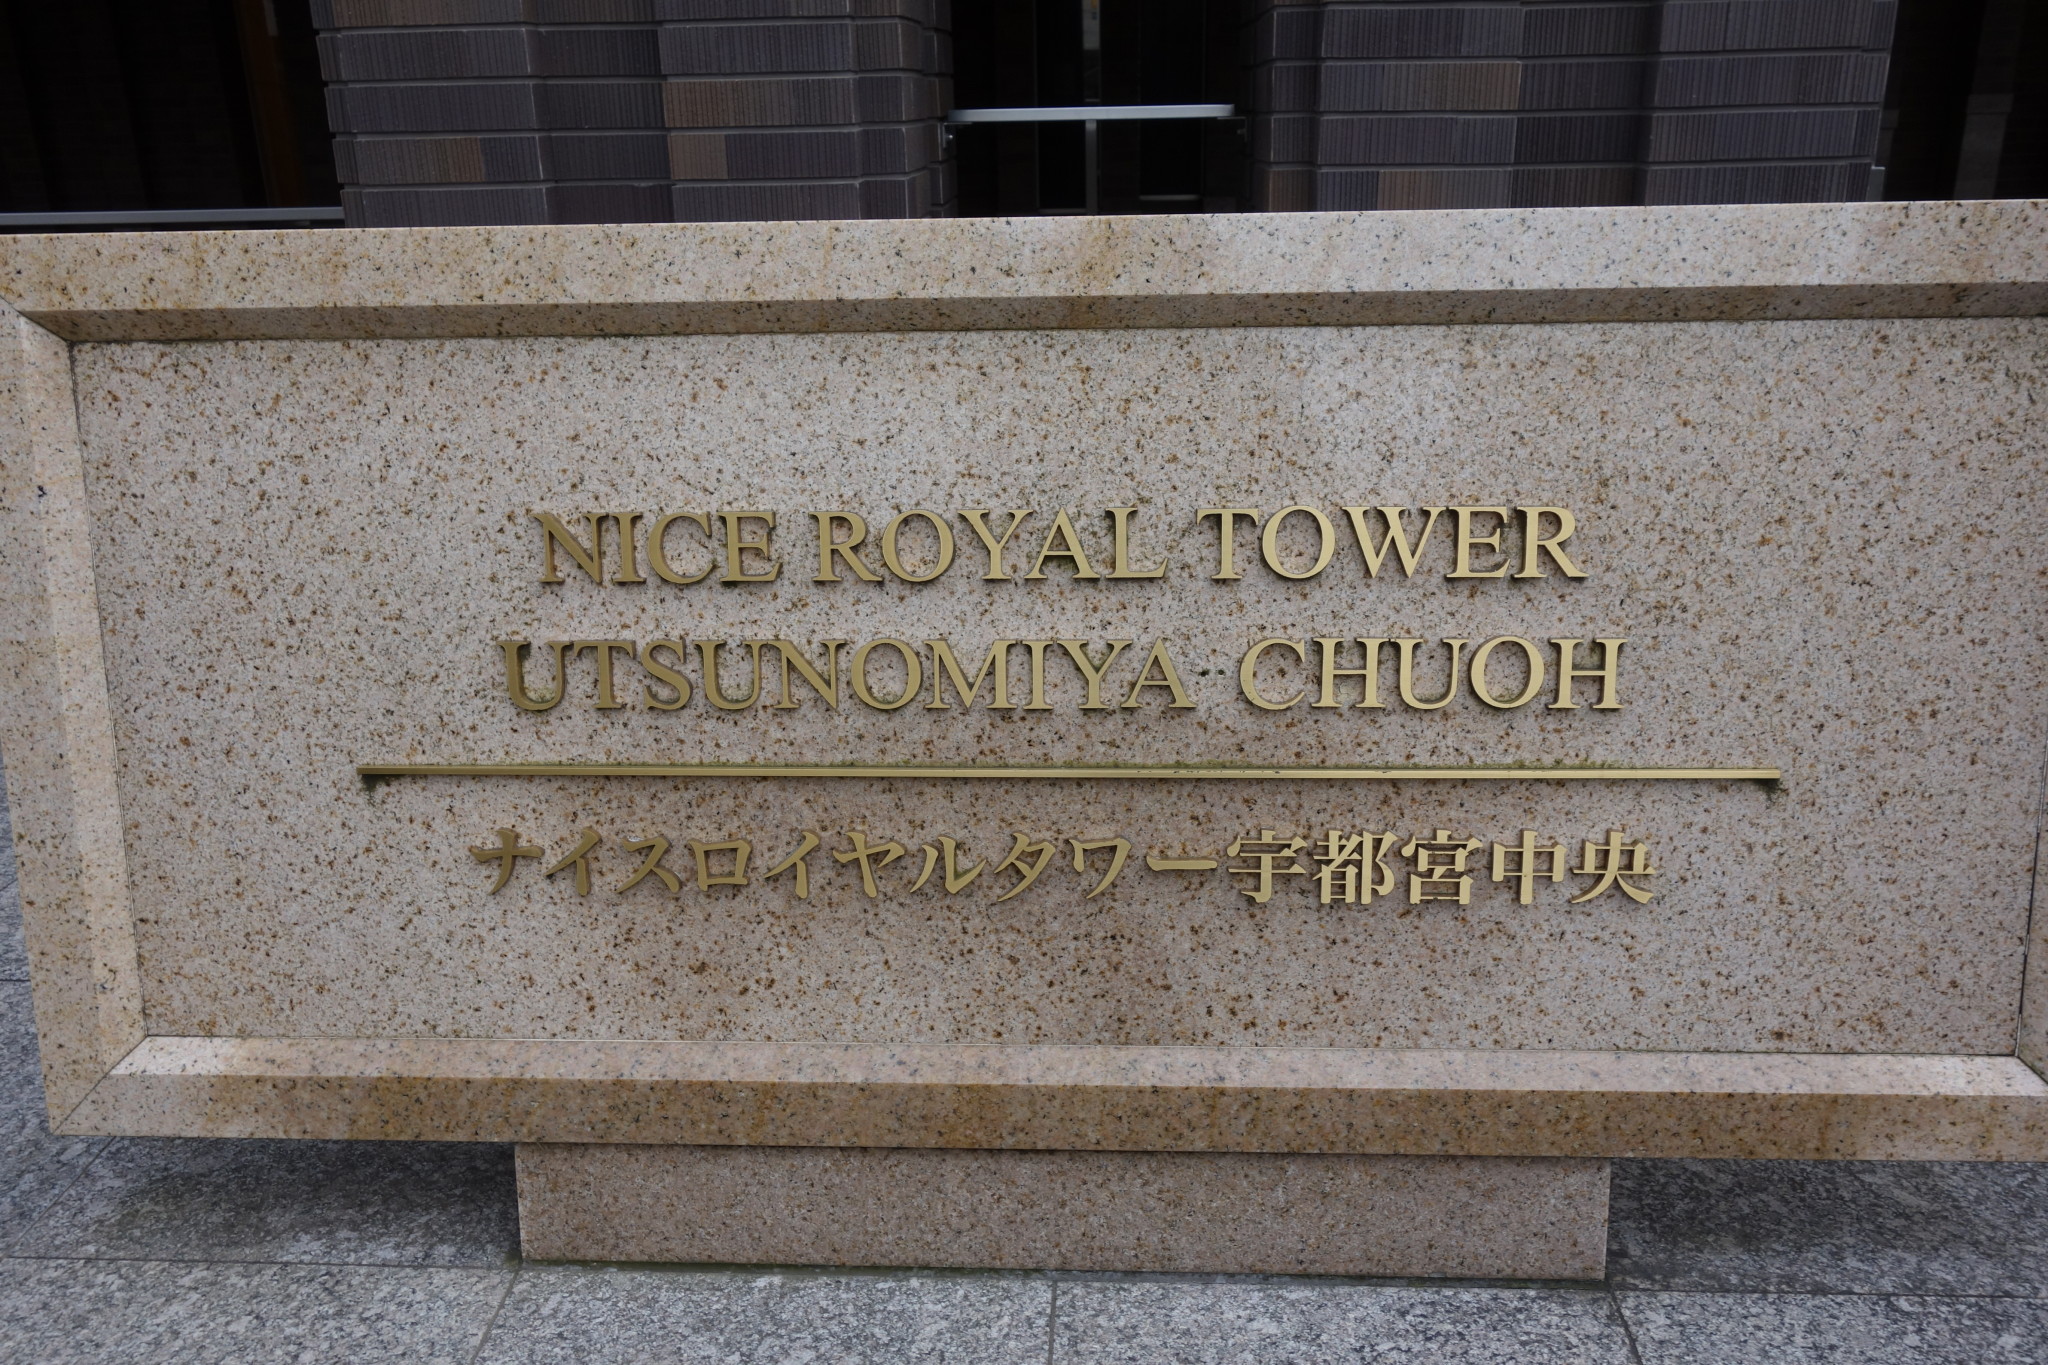 NICE ROYAL TOWER
UTSUNOMIYA CHUOH
ナイスロイヤルタワー宇都宮中央